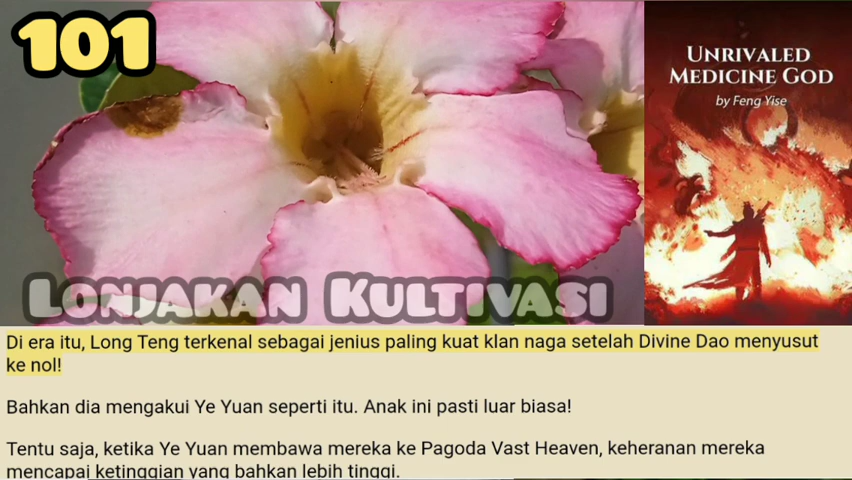 101
UNRIVALED
MEDICINE GOD
by Feng Yise
LONJAKAN KULTIVASI
Di era itu, Long Teng terkenal sebagai jenius paling kuat klan naga setelah Divine Dao menyusut
ke nol!
Bahkan dia mengakui Ye Yuan seperti itu. Anak ini pasti luar biasa!
Tentu saja, ketika Ye Yuan membawa mereka ke Pagoda Vast Heaven, keheranan mereka
mencapai ketinggian yang bahkan lebih tinggi.